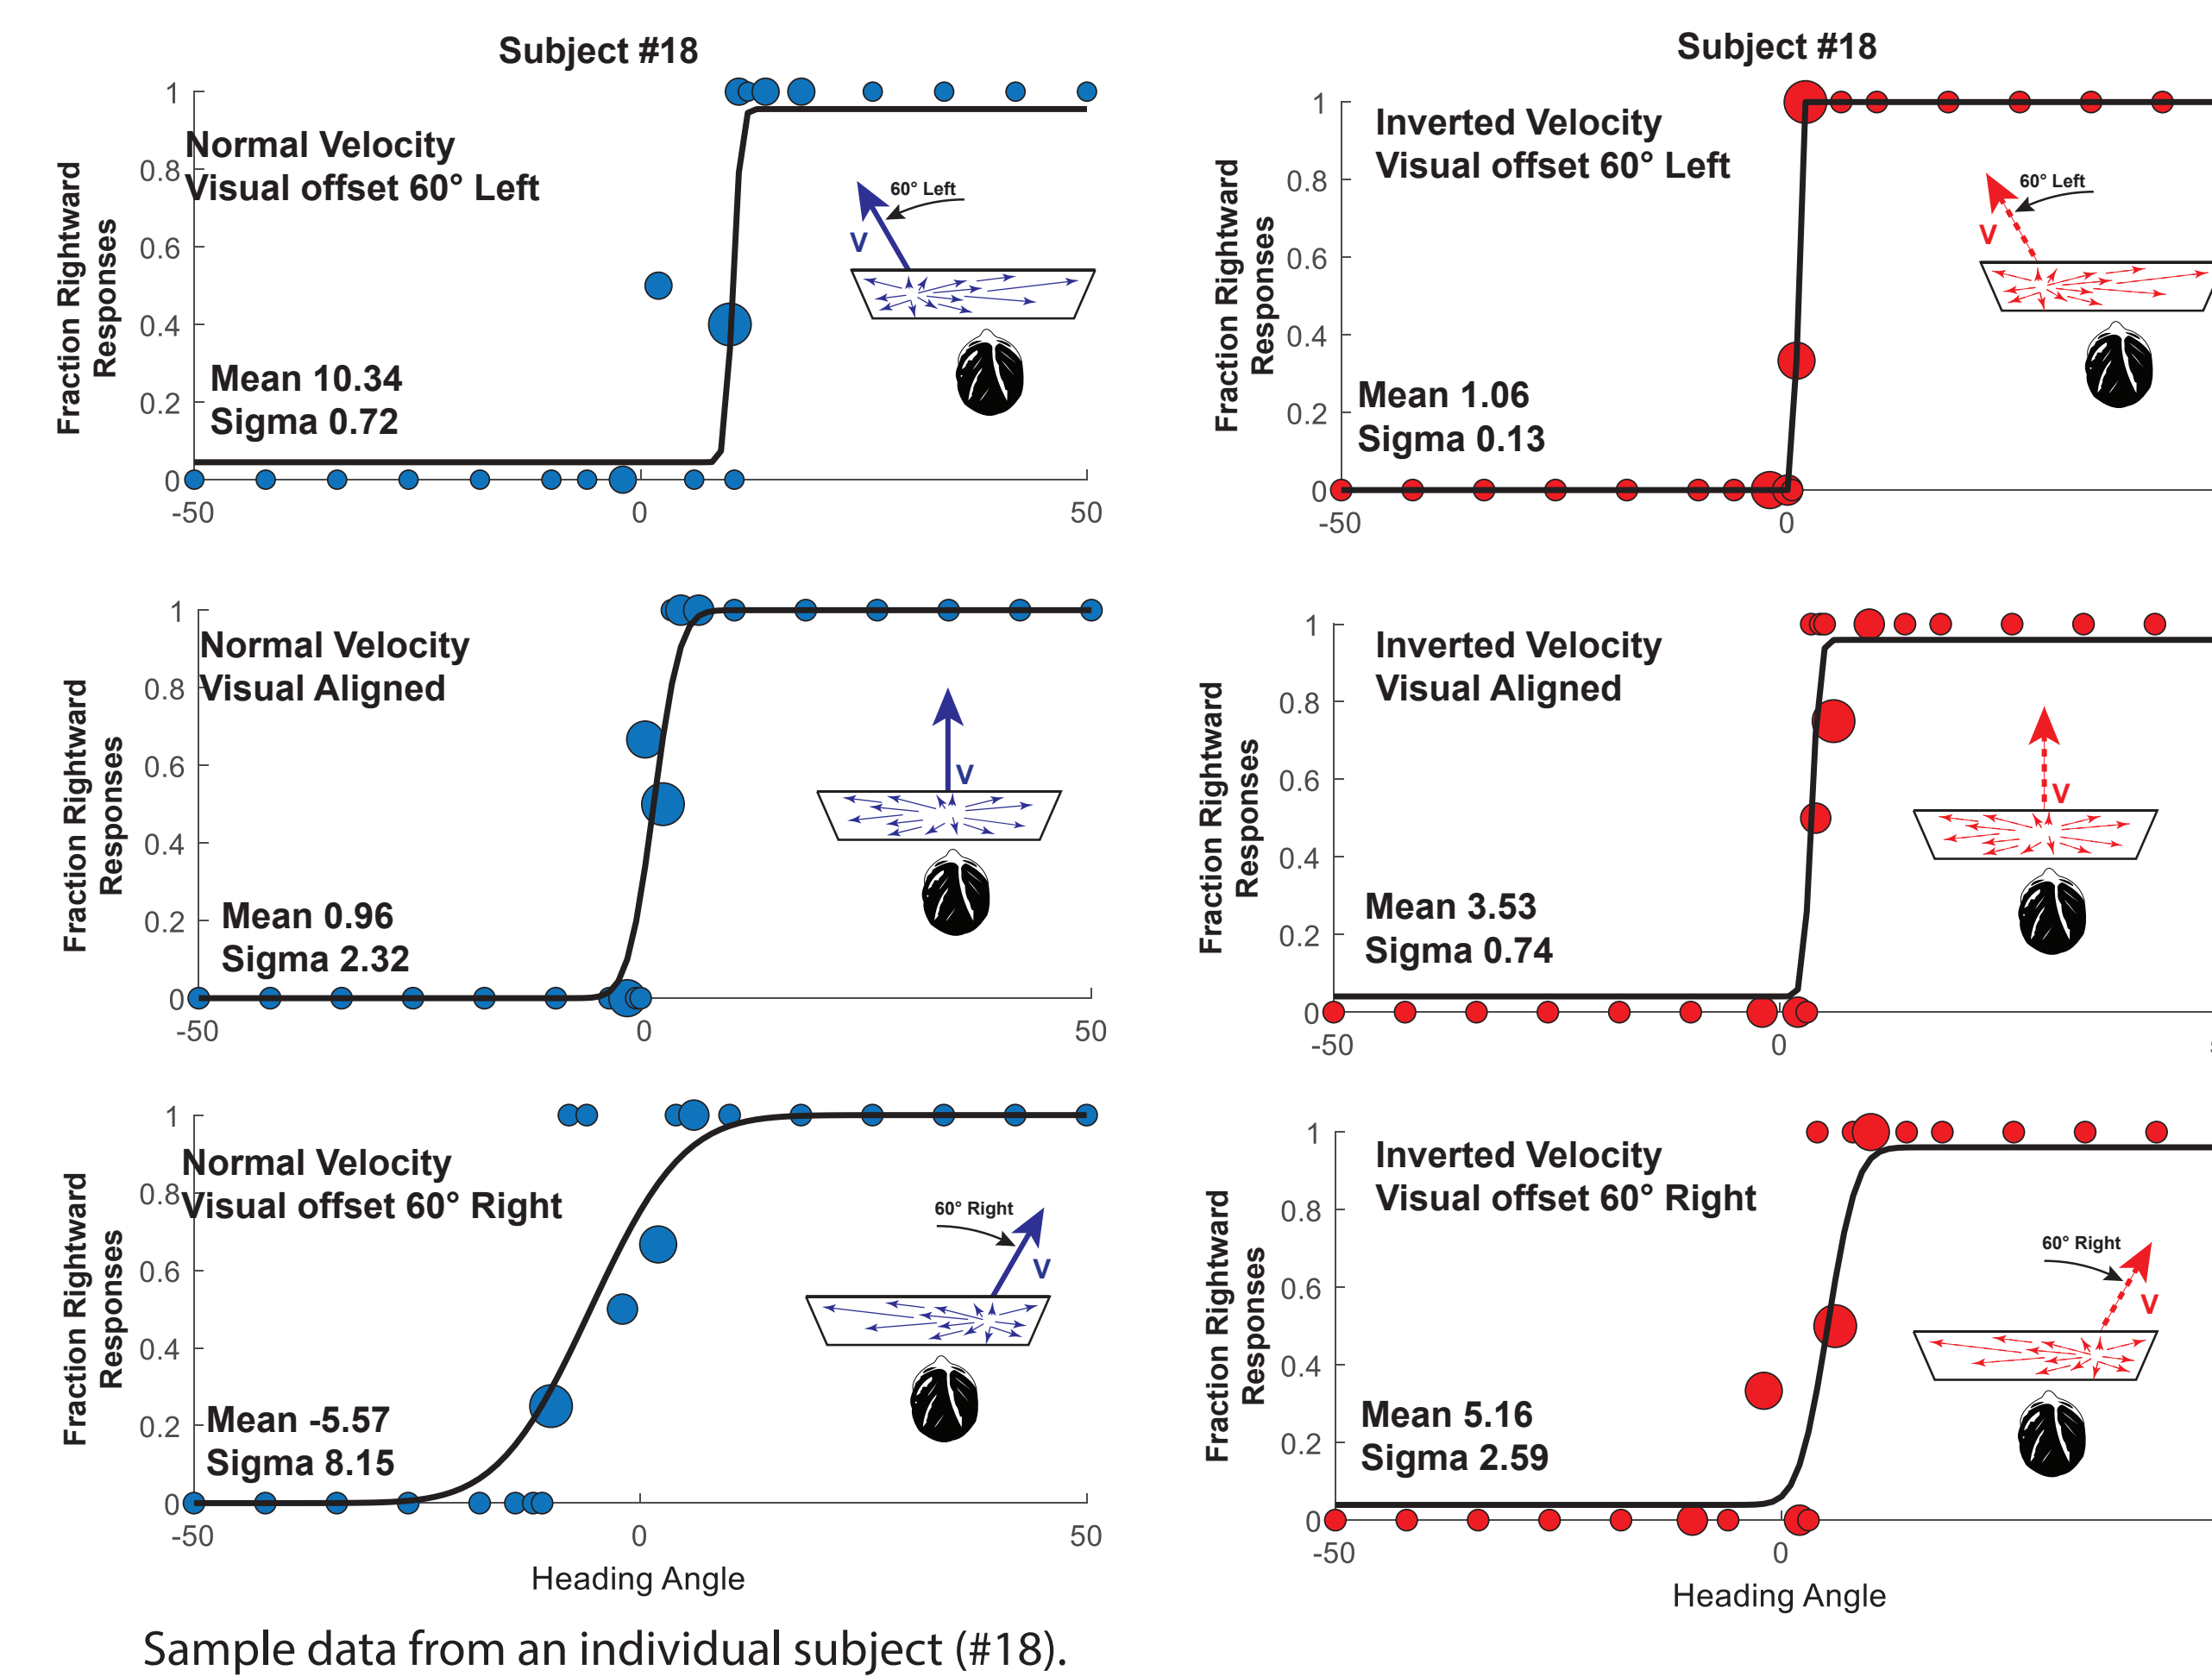 Subject #18
Normal Velocity
Visual offset 60° Left
Mean 10.34
Sigma 0.72
Fraction Rightward
Responses
1
0.8
0.6
0.4
0.2
0
-50
0
50
60° Left
V
Subject #18
Inverted Velocity
Visual offset 60° Left
Mean 1.06
Sigma 0.13
Fraction Rightward
Responses
1
0.8
0.6
0.4
0.2
0
-50
0
60° Left
V
Normal Velocity
Visual Aligned
Mean 0.96
Sigma 2.32
Fraction Rightward
Responses
1
0.8
0.6
0.4
0.2
0
-50
0
50
V
Inverted Velocity
Visual Aligned
Mean 3.53
Sigma 0.74
Fraction Rightward
Responses
1
0.8
0.6
0.4
0.2
0
-50
0
V
Normal Velocity
Visual offset 60° Right
Mean -5.57
Sigma 8.15
Fraction Rightward
Responses
1
0.8
0.6
0.4
0.2
0
-50
0
50
Heading Angle
60° Right
V
Inverted Velocity
Visual offset 60° Right
Mean 5.16
Sigma 2.59
Fraction Rightward
Responses
1
0.8
0.6
0.4
0.2
0
-50
0
Heading Angle
60° Right
V
Sample data from an individual subject (#18).